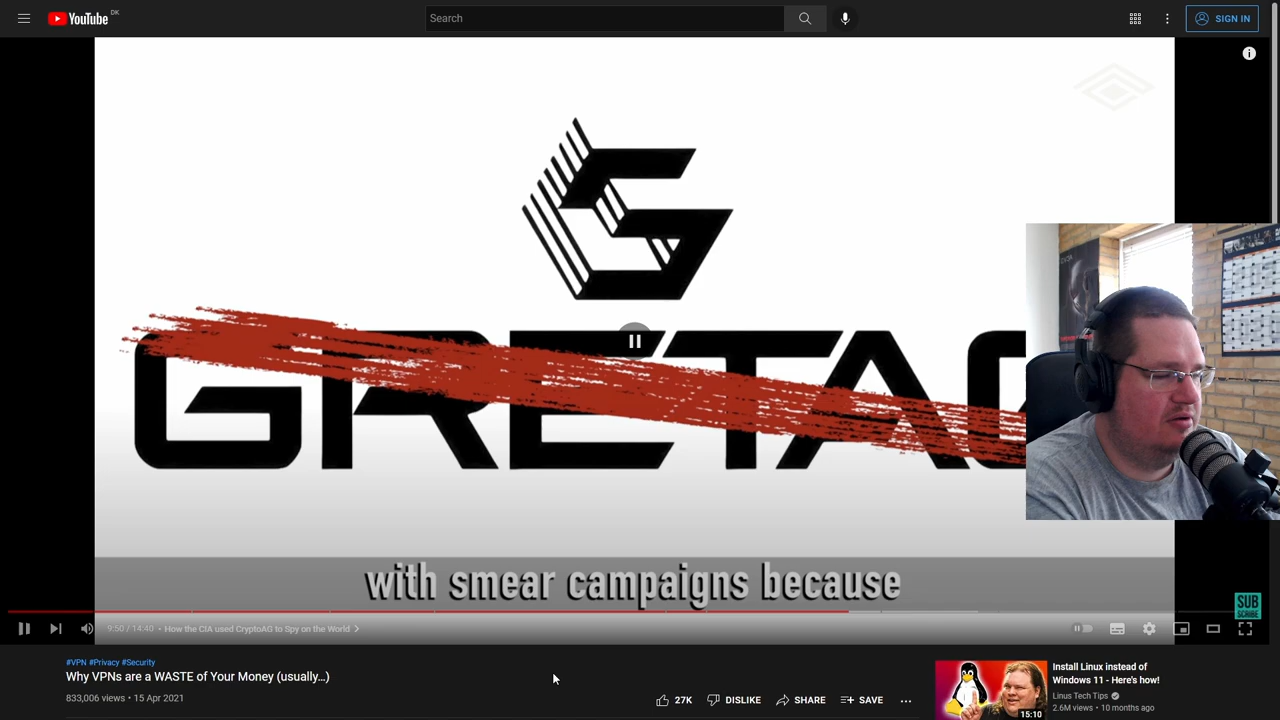 YouTube DK
Search
SIGN IN
GRETA
with smear campaigns because
SUB
SCRIBE
9:50 / 14:40 • How the CIA used CryptoAG to Spy on the World
#VPN #Privacy #Security
Why VPNs are a WASTE of Your Money (usually…)
833,006 views • 15 Apr 2021
27K
DISLIKE
SHARE
SAVE
15:10
Install Linux instead of
Windows 11 - Here's how!
Linus Tech Tips
2.6M views • 10 months ago